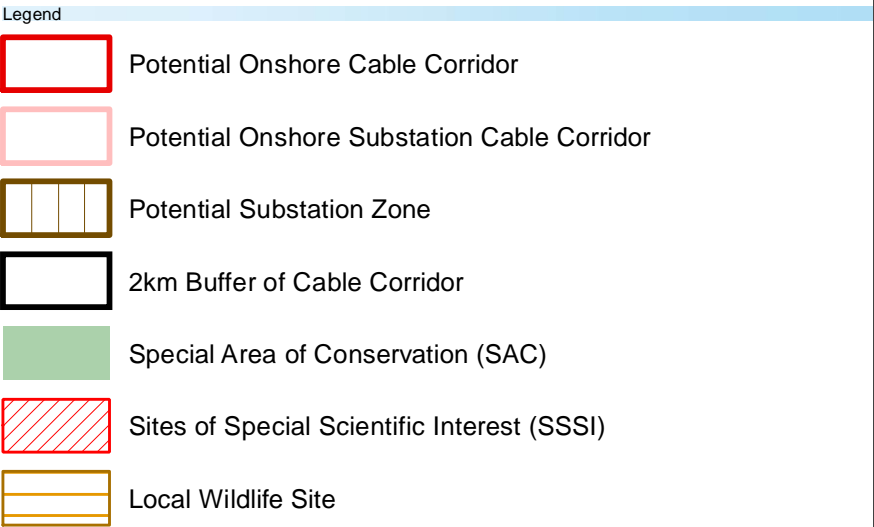 Legend
Potential Onshore Cable Corridor
Potential Onshore Substation Cable Corridor
Potential Substation Zone
2km Buffer of Cable Corridor
Special Area of Conservation (SAC)
Sites of Special Scientific Interest (SSSI)
Local Wildlife Site